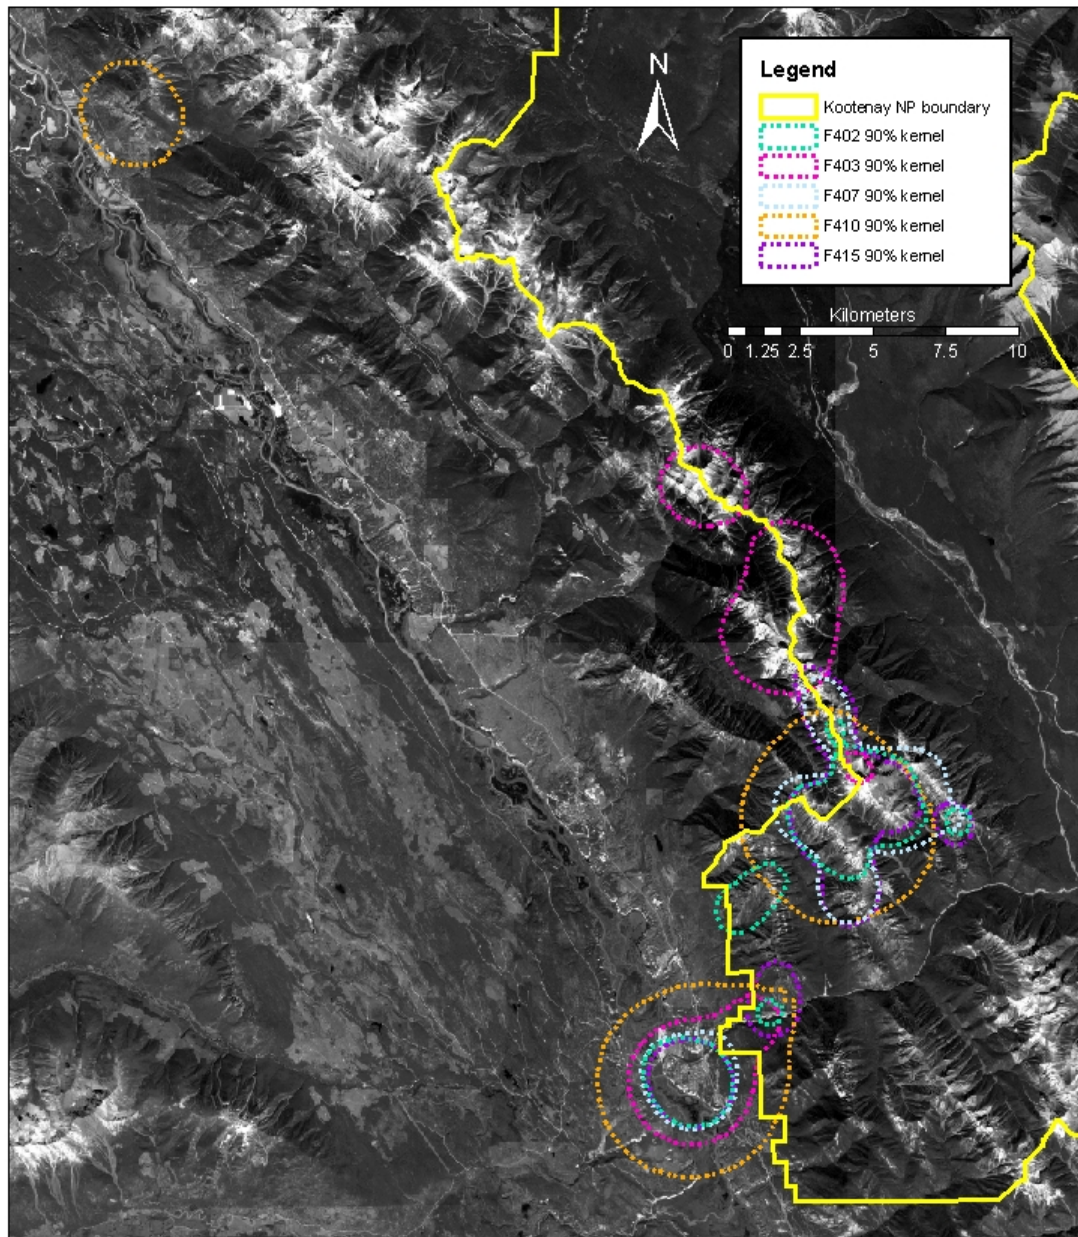 N
Legend
Kootenay NP boundary
F402 90% kernel
F403 90% kernel
F407 90% kernel
F410 90% kernel
F415 90% kernel
Kilometers
0 1.25 2.5 5 7.5 10